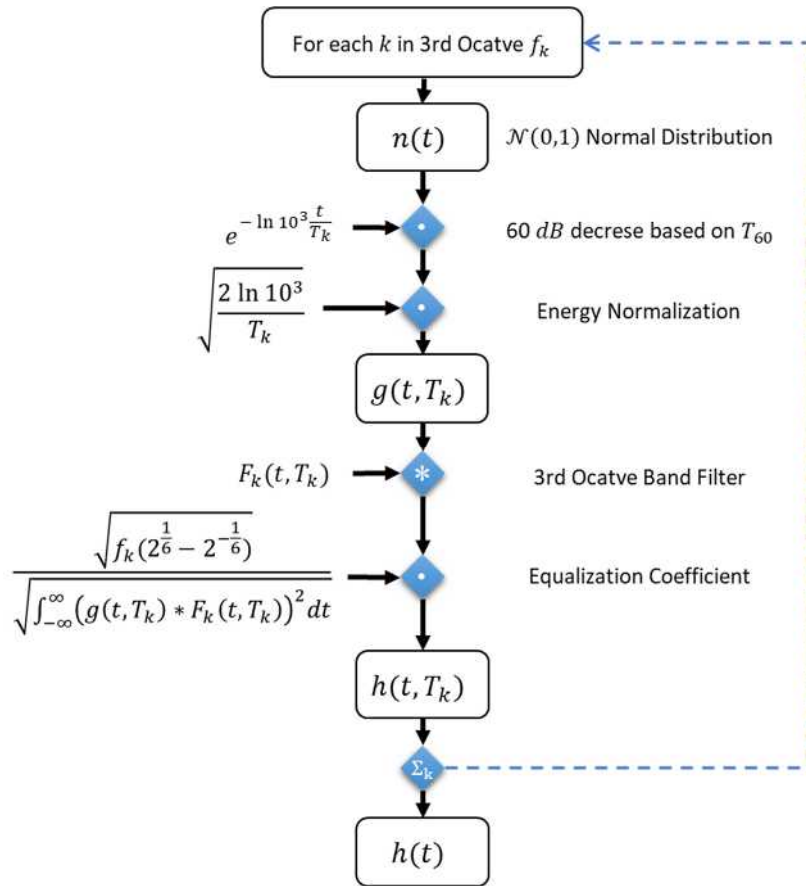 For each k in 3rd Ocatve f_k
n(t)
𝒩(0,1) Normal Distribution
e^{-ln 10^3 t/T_k}
60 dB decrese based on T_60
√(2 ln 10^3 / T_k)
Energy Normalization
g(t, T_k)
F_k(t, T_k)
*
3rd Ocatve Band Filter
√(f_k(2^{1/6} − 2^{−1/6}))
√(∫_{−∞}^{∞}(g(t, T_k) * F_k(t, T_k))^2 dt)
Equalization Coefficient
h(t, T_k)
Σ_k
h(t)